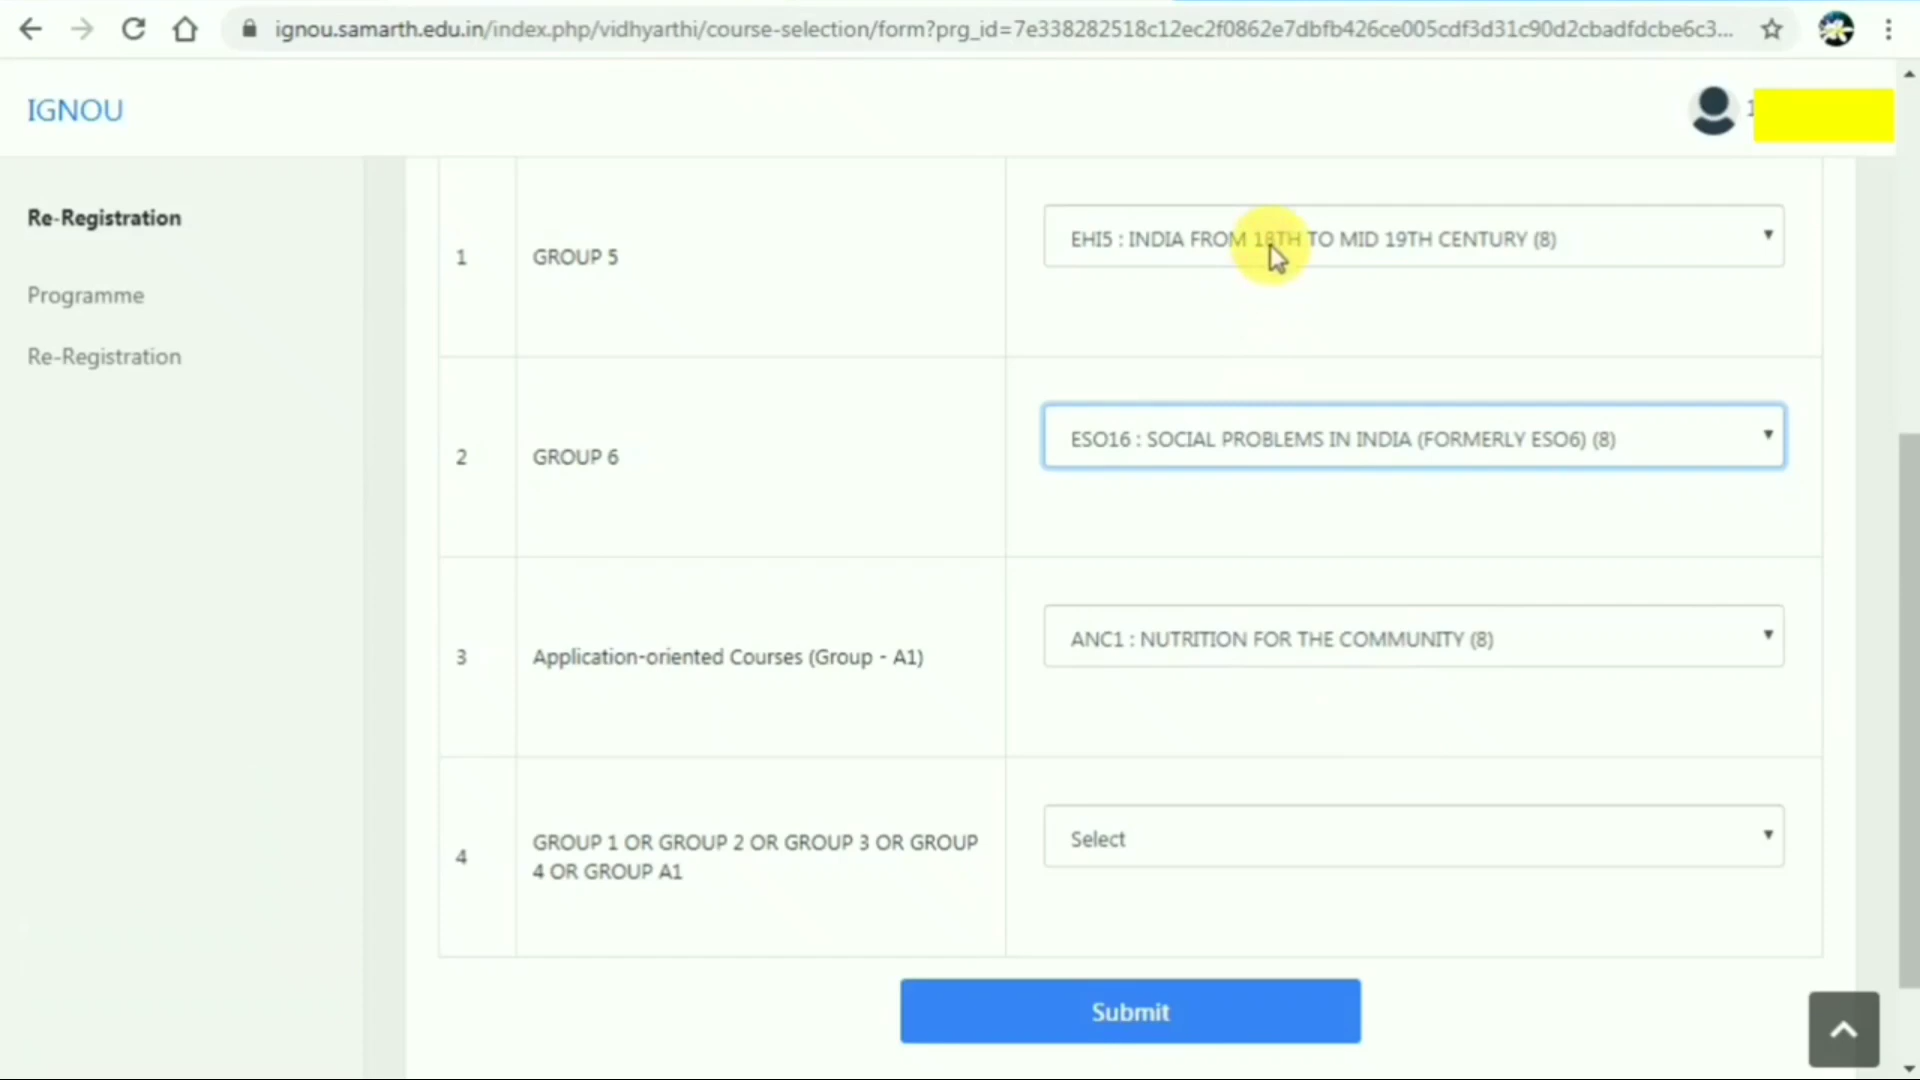 ignou.samarth.edu.in/index.php/vidhyarthi/course-selection/form?prg_id=7e338282518c12ec2f0862e7dbfb426ce005cdf3d31c90d2cbadfdcbe6c3...
IGNOU
1
Re-Registration
Programme
Re-Registration
1
GROUP 5
EHI5 : INDIA FROM 18TH TO MID 19TH CENTURY (8)
2
GROUP 6
ESO16 : SOCIAL PROBLEMS IN INDIA (FORMERLY ESO6) (8)
3
Application-oriented Courses (Group - A1)
ANC1 : NUTRITION FOR THE COMMUNITY (8)
4
GROUP 1 OR GROUP 2 OR GROUP 3 OR GROUP
4 OR GROUP A1
Select
Submit